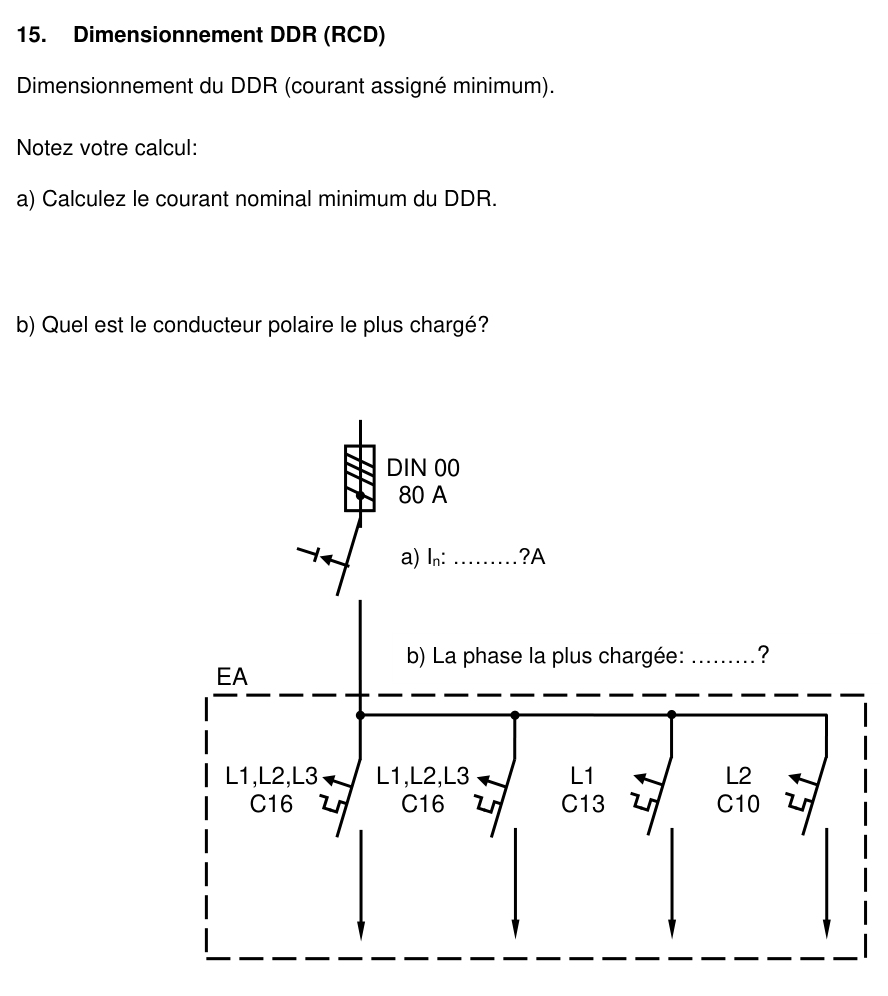 15. Dimensionnement DDR (RCD)
Dimensionnement du DDR (courant assigné minimum).
Notez votre calcul:
a) Calculez le courant nominal minimum du DDR.
b) Quel est le conducteur polaire le plus chargé?
DIN 00
80 A
a) Iₙ: ………?A
b) La phase la plus chargée: ………?
EA
L1,L2,L3
C16
L1,L2,L3
C16
L1
C13
L2
C10